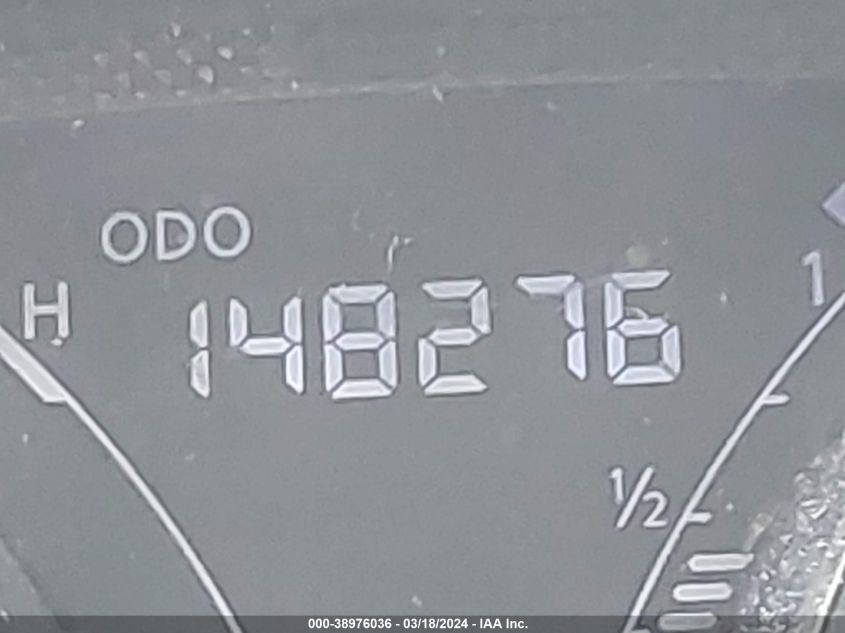 ODO
H
148276
1
1/2
000-38976036 - 03/18/2024 - IAA Inc.